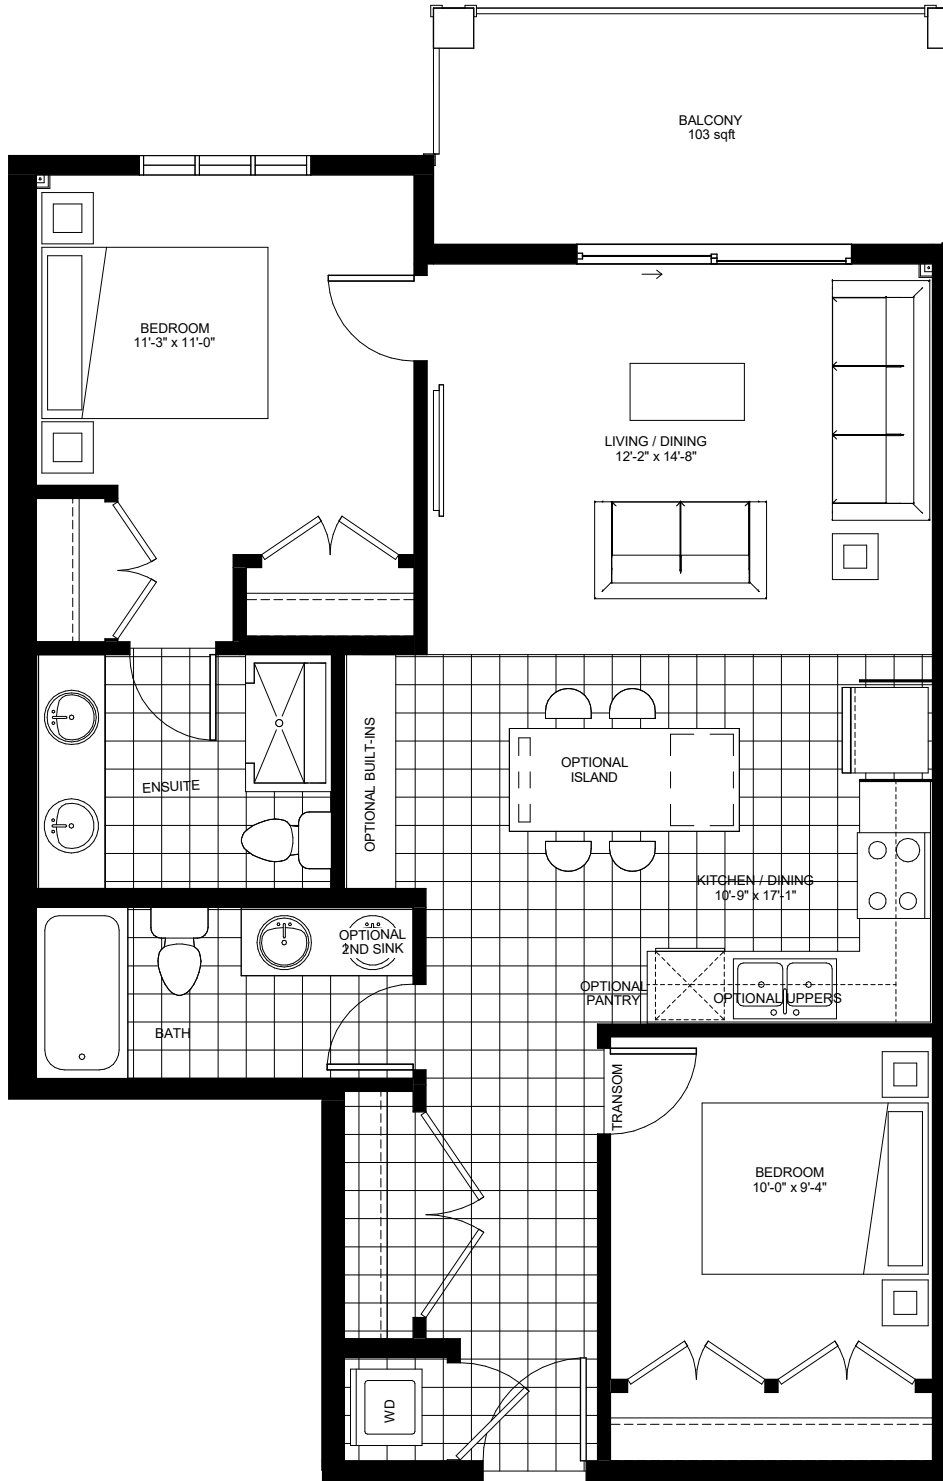 BALCONY
103 sqft
BEDROOM
11'-3" x 11'-0"
LIVING / DINING
12'-2" x 14'-8"
OPTIONAL BUILT-INS
OPTIONAL
ISLAND
ENSUITE
KITCHEN / DINING
10'-9" x 17'-1"
OPTIONAL
2ND SINK
OPTIONAL
PANTRY
OPTIONAL UPPERS
BATH
TRANSOM
BEDROOM
10'-0" x 9'-4"
WD